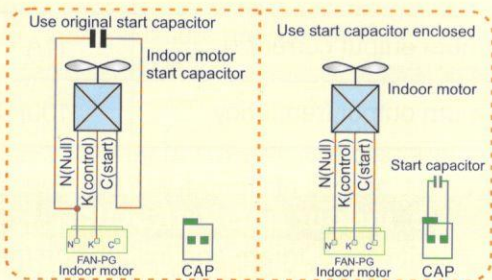 Use original start capacitor
Indoor motor
start capacitor
N(Null)
K(control)
C(start)
N
K
C
FAN-PG
Indoor motor
CAP
Use start capacitor enclosed
Indoor motor
Start capacitor
N(Null)
K(control)
C(start)
N
K
C
FAN-PG
Indoor motor
CAP